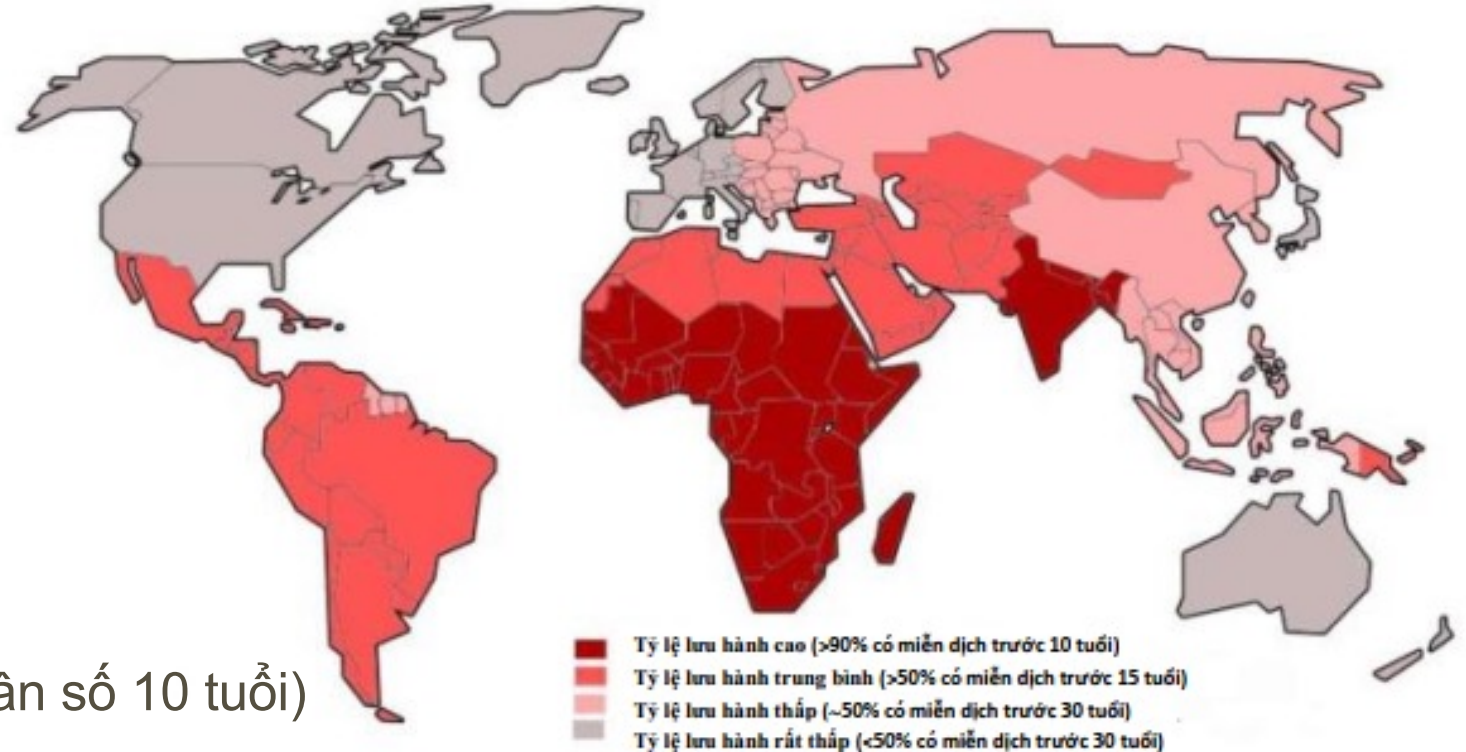 Tỷ lệ lưu hành cao (>90% có miễn dịch trước 10 tuổi)
Tỷ lệ lưu hành trung bình (>50% có miễn dịch trước 15 tuổi)
ân số 10 tuổi)
Tỷ lệ lưu hành thấp (~50% có miễn dịch trước 30 tuổi)
Tỷ lệ lưu hành rất thấp (<50% có miễn dịch trước 30 tuổi)